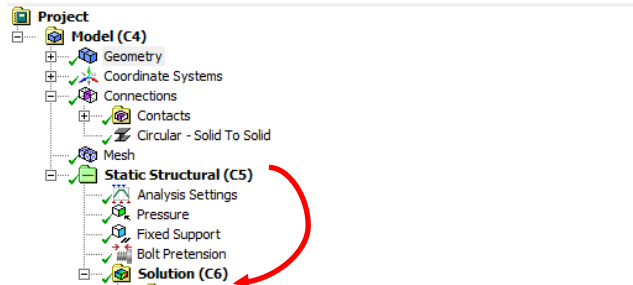 Project
Model (C4)
Geometry
Coordinate Systems
Connections
Contacts
Circular - Solid To Solid
Mesh
Static Structural (C5)
Analysis Settings
Pressure
Fixed Support
Bolt Pretension
Solution (C6)